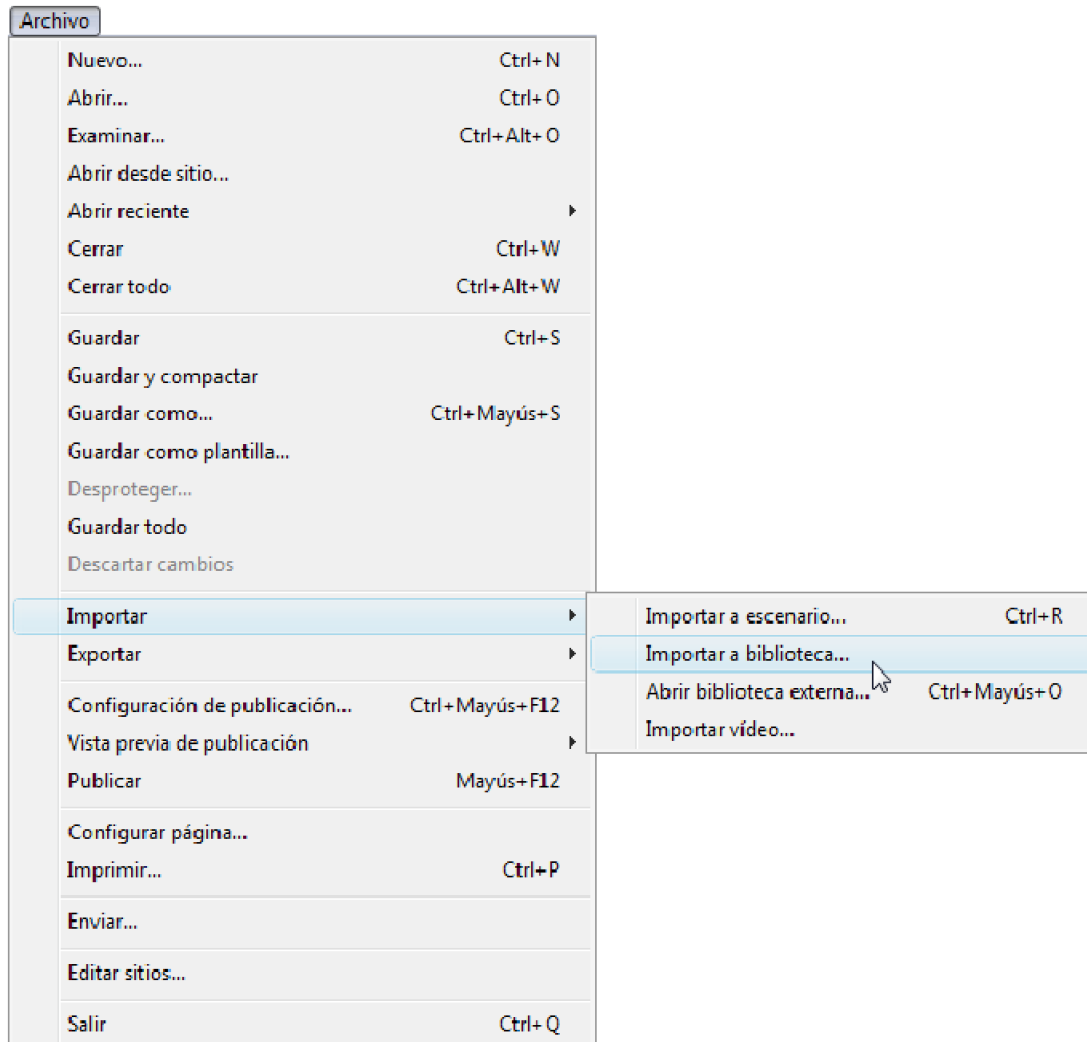 Archivo
Nuevo... Ctrl+N
Abrir... Ctrl+O
Examinar... Ctrl+Alt+O
Abrir desde sitio...
Abrir reciente
Cerrar Ctrl+W
Cerrar todo Ctrl+Alt+W
Guardar Ctrl+S
Guardar y compactar
Guardar como... Ctrl+Mayús+S
Guardar como plantilla...
Desproteger...
Guardar todo
Descartar cambios
Importar
Importar a escenario... Ctrl+R
Exportar
Importar a biblioteca...
Abrir biblioteca externa... Ctrl+Mayús+O
Configuración de publicación... Ctrl+Mayús+F12
Importar vídeo...
Vista previa de publicación
Publicar Mayús+F12
Configurar página...
Imprimir... Ctrl+P
Enviar...
Editar sitios...
Salir Ctrl+Q